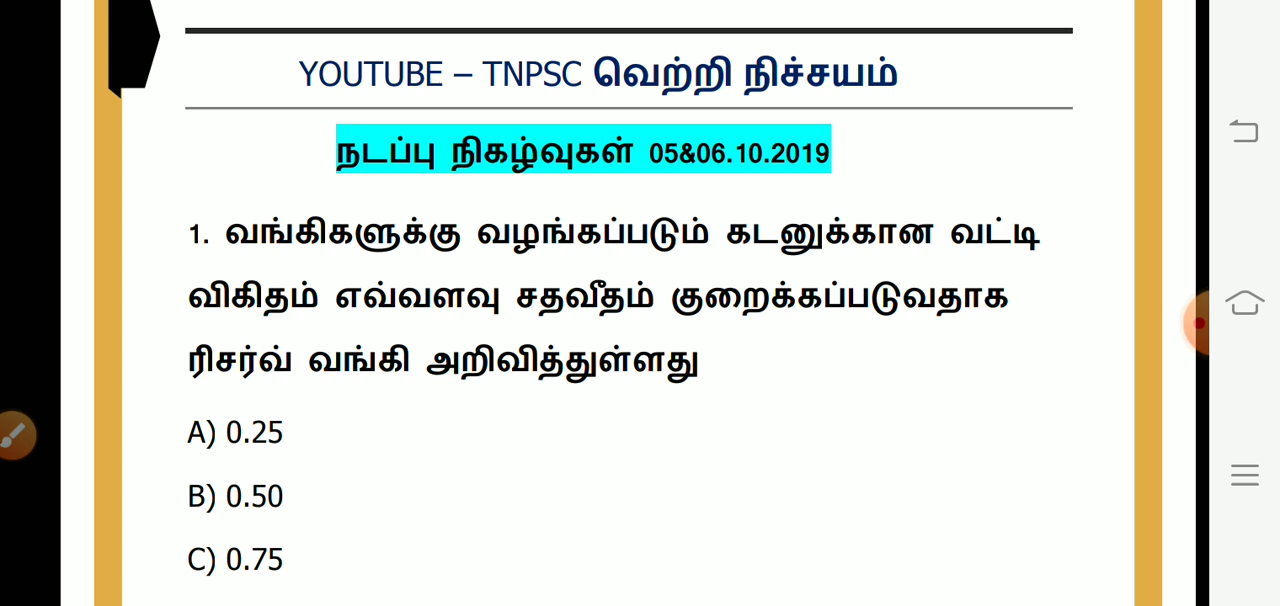 YOUTUBE – TNPSC வெற்றி நிச்சயம்
நடப்பு நிகழ்வுகள் 05&06.10.2019
1. வங்கிகளுக்கு வழங்கப்படும் கடனுக்கான வட்டி
விகிதம் எவ்வளவு சதவீதம் குறைக்கப்படுவதாக
ரிசர்வ் வங்கி அறிவித்துள்ளது
A) 0.25
B) 0.50
C) 0.75